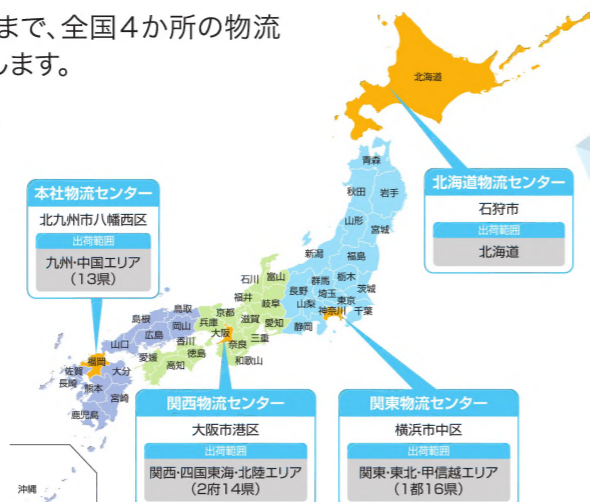 まで、全国4か所の物流
します。
北海道
青森
秋田
岩手
山形
宮城
新潟
福島
石川
富山
長野
群馬
栃木
茨城
福井
岐阜
山梨
埼玉
東京
神奈川
千葉
静岡
島根
鳥取
京都
滋賀
愛知
岡山
兵庫
広島
大阪
奈良
三重
山口
香川
徳島
和歌山
愛媛
高知
福岡
佐賀
大分
長崎
熊本
宮崎
鹿児島
沖縄
本社物流センター
北九州市八幡西区
出荷範囲
九州・中国エリア
(13県)
北海道物流センター
石狩市
出荷範囲
北海道
関西物流センター
大阪市港区
出荷範囲
関西・四国東海・北陸エリア
(2府14県)
関東物流センター
横浜市中区
出荷範囲
関東・東北・甲信越エリア
(1都16県)